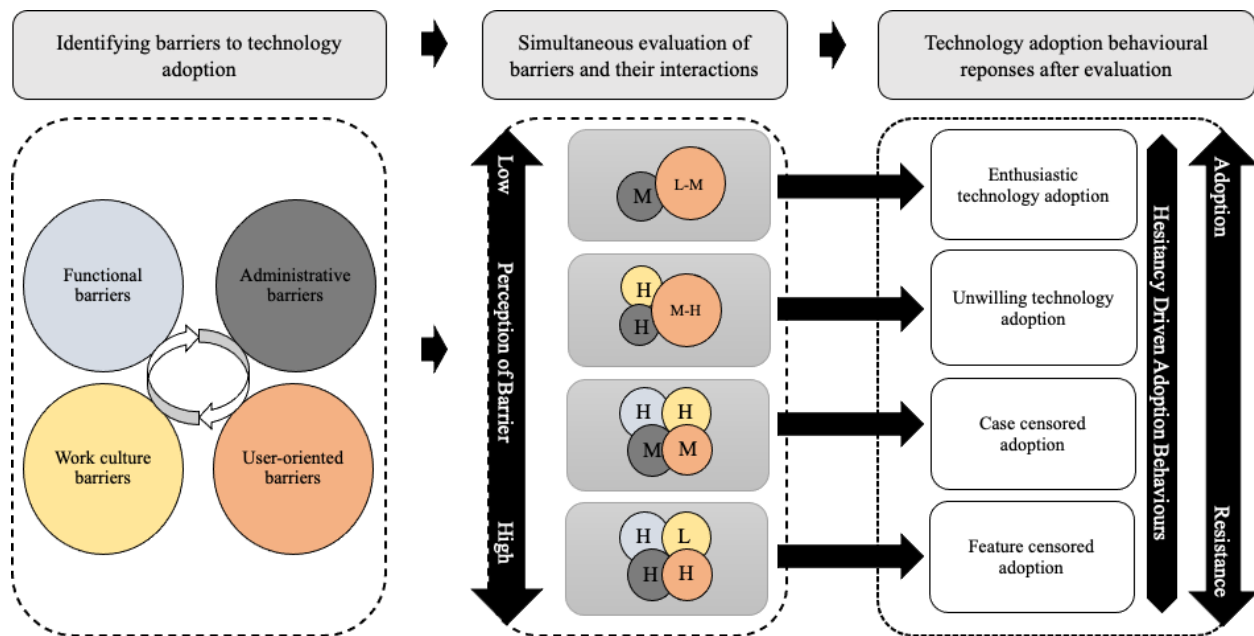 Identifying barriers to technology
adoption
Simultaneous evaluation of
barriers and their interactions
Technology adoption behavioural
reponses after evaluation
Functional
barriers
Administrative
barriers
Work culture
barriers
User-oriented
barriers
Low
Perception of Barrier
High
M
L-M
H
H
M-H
H
H
M
M
H
L
H
H
Enthusiastic
technology adoption
Unwilling technology
adoption
Case censored
adoption
Feature censored
adoption
Hesitancy Driven Adoption Behaviours
Adoption
Resistance